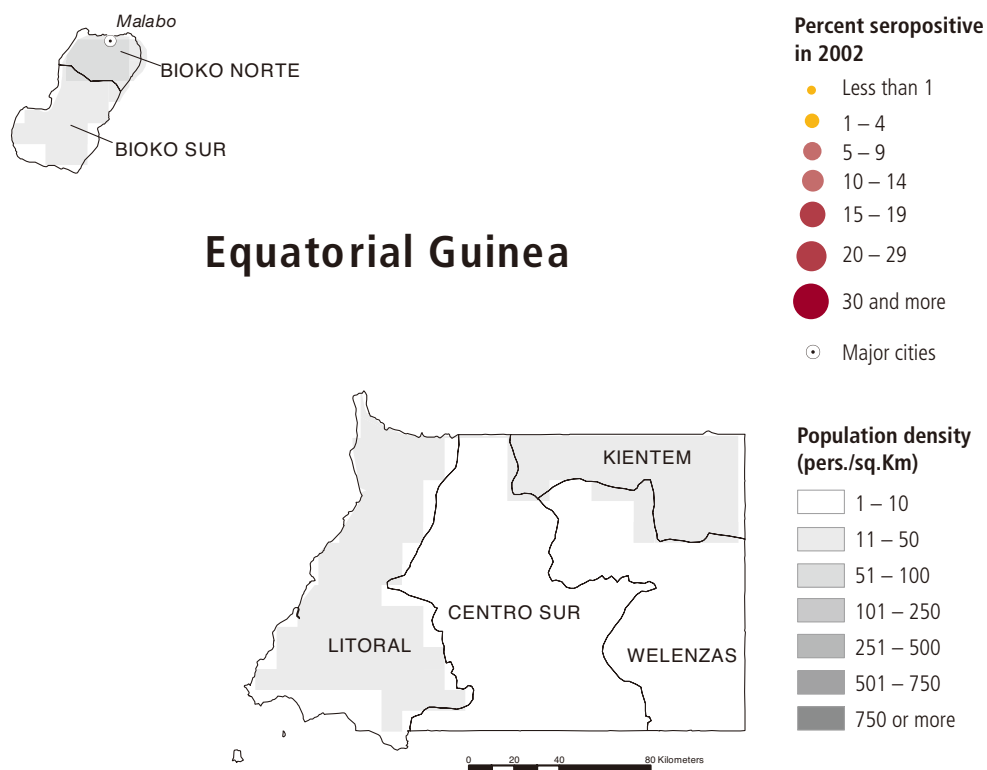 Malabo
BIOKO NORTE
BIOKO SUR
Equatorial Guinea
Percent seropositive
in 2002
Less than 1
1 – 4
5 – 9
10 – 14
15 – 19
20 – 29
30 and more
Major cities
KIENTEM
CENTRO SUR
LITORAL
WELENZAS
Population density
(pers./sq.Km)
1 – 10
11 – 50
51 – 100
101 – 250
251 – 500
501 – 750
750 or more
0 20 40 80 Kilometers